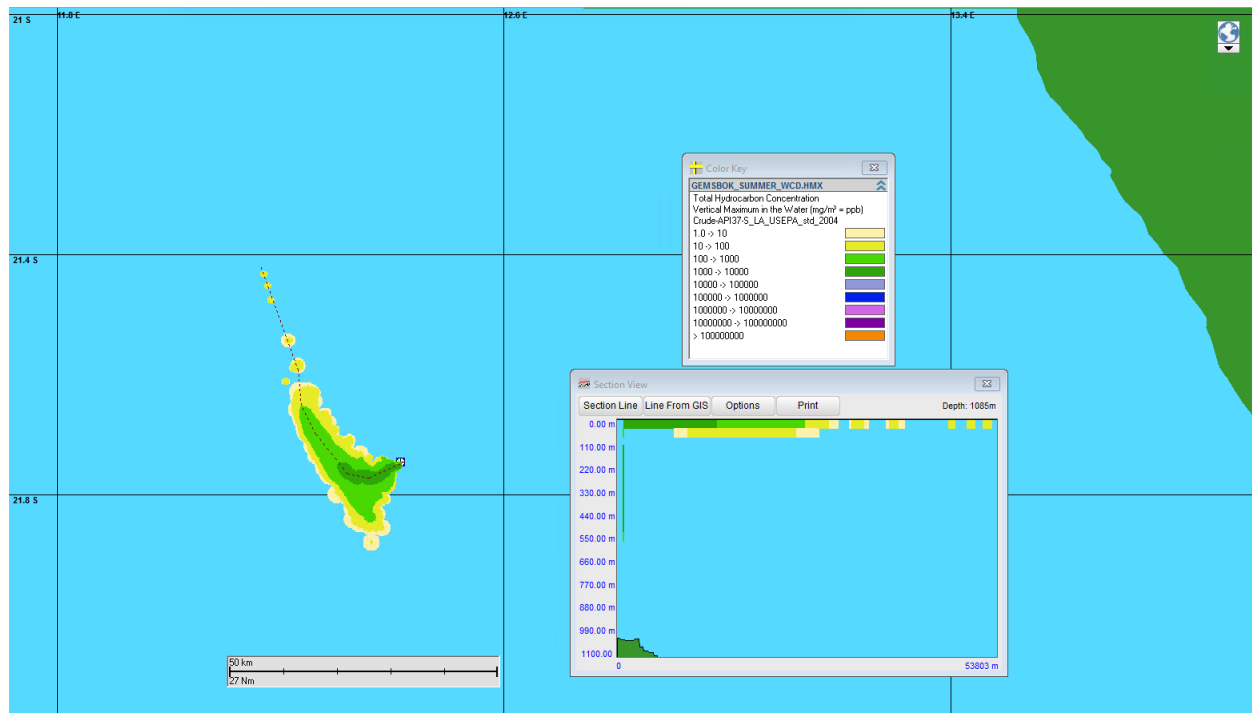 21 S
11.8 E
12.6 E
13.4 E
Color Key
GEMSBOK_SUMMER_WCD.HMX
Total Hydrocarbon Concentration
Vertical Maximum in the Water (mg/m³ = ppb)
Crude-API37-S_LA_USEPA_std_2004
1.0 -> 10
10 -> 100
100 -> 1000
1000 -> 10000
10000 -> 100000
100000 -> 1000000
1000000 -> 10000000
10000000 -> 100000000
> 100000000
21.4 S
Section View
Section Line Line From GIS Options Print Depth: 1085m
0.00 m
110.00 m
220.00 m
330.00 m
440.00 m
550.00 m
660.00 m
770.00 m
880.00 m
990.00 m
1100.00
0 53803 m
21.8 S
50 km
27 Nm